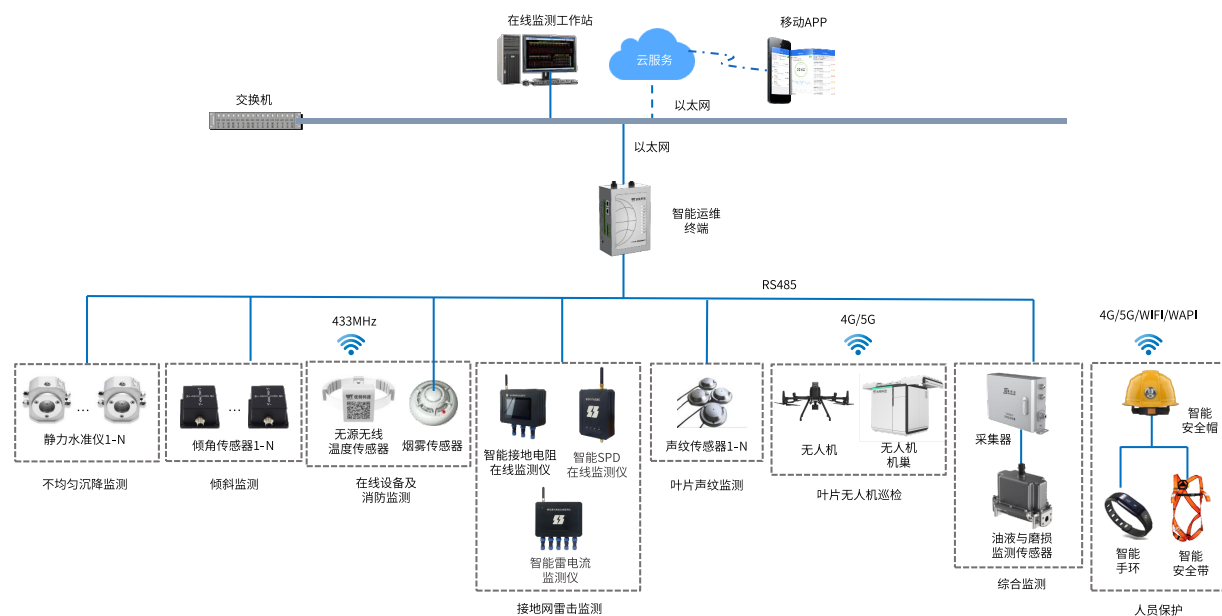 在线监测工作站
移动APP
云服务
交换机
以太网
以太网
智能运维
终端
RS485
433MHz
4G/5G
4G/5G/WIFI/WAPI
...
静力水准仪1-N
不均匀沉降监测
...
倾角传感器1-N
倾斜监测
无源无线
温度传感器
烟雾传感器
在线设备及
消防监测
智能接地电阻
在线监测仪
智能SPD
在线监测仪
智能雷电流
监测仪
接地网雷击监测
声纹传感器1-N
叶片声纹监测
无人机
无人机
机巢
叶片无人机巡检
采集器
油液与磨损
监测传感器
综合监测
智能
安全帽
智能
手环
智能
安全带
人员保护